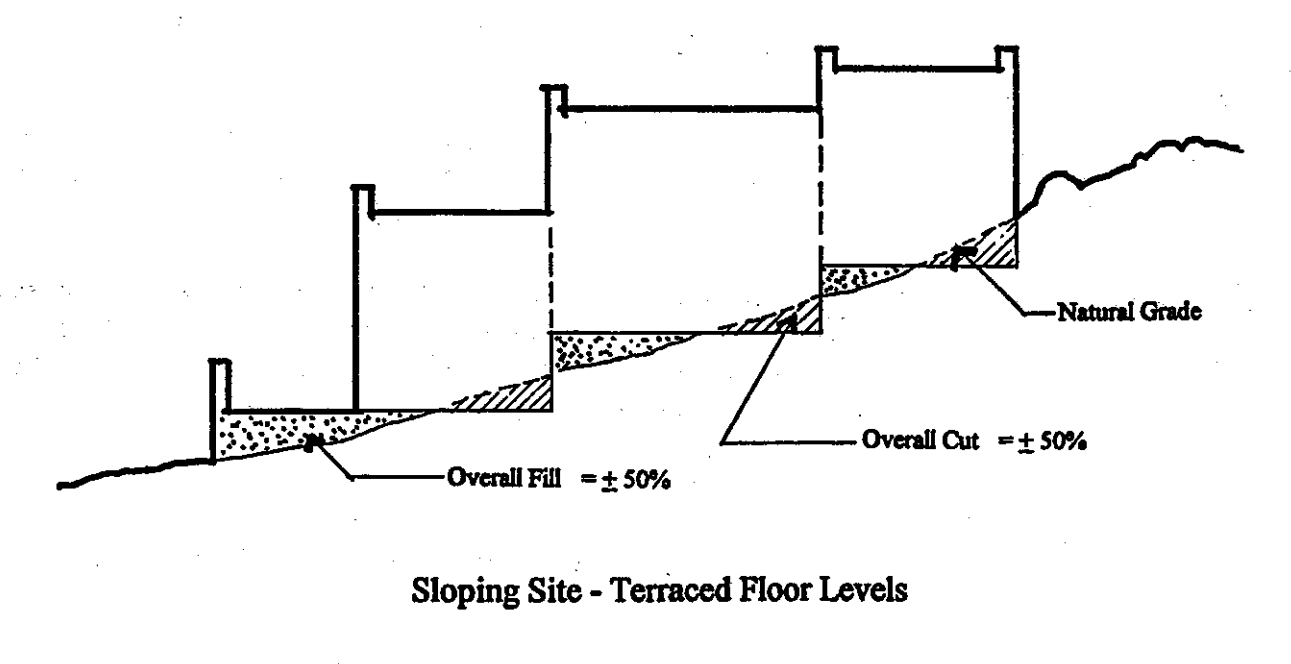 Natural Grade
Overall Cut = ± 50%
Overall Fill = ± 50%
Sloping Site - Terraced Floor Levels